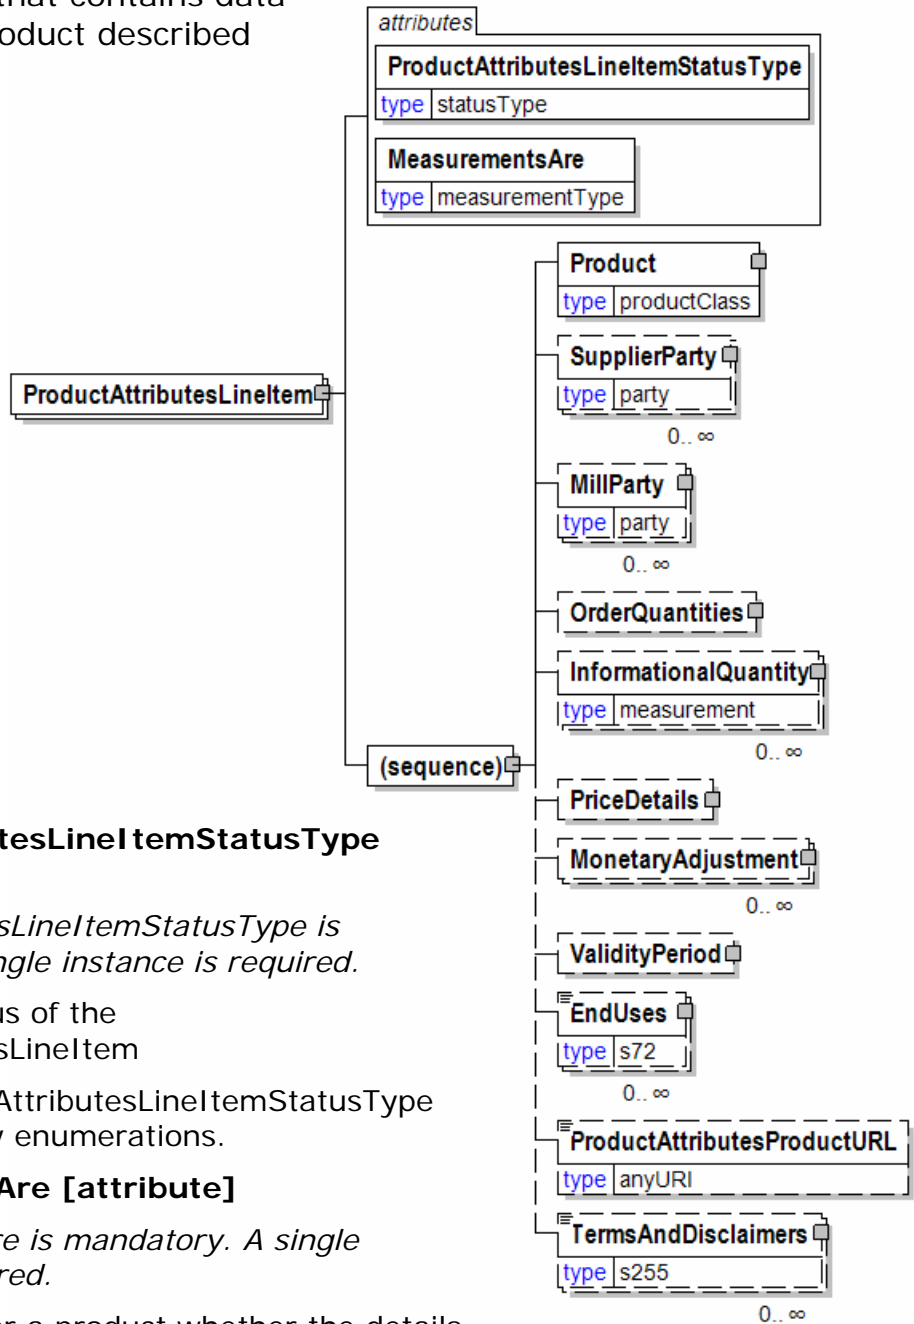 that contains data
oduct described
attributes
ProductAttributesLineItemStatusType
type statusType
MeasurementsAre
type measurementType
ProductAttributesLineItem
(sequence)
Product
type productClass
SupplierParty
type party
0.. ∞
MillParty
type party
0.. ∞
OrderQuantities
InformationalQuantity
type measurement
0.. ∞
PriceDetails
MonetaryAdjustment
0.. ∞
ValidityPeriod
EndUses
type s72
0.. ∞
ProductAttributesProductURL
type anyURI
TermsAndDisclaimers
type s255
0.. ∞
tesLineItemStatusType
sLineItemStatusType is
ngle instance is required.
us of the
sLineItem
AttributesLineItemStatusType
y enumerations.
Are [attribute]
re is mandatory. A single
red.
or a product whether the details